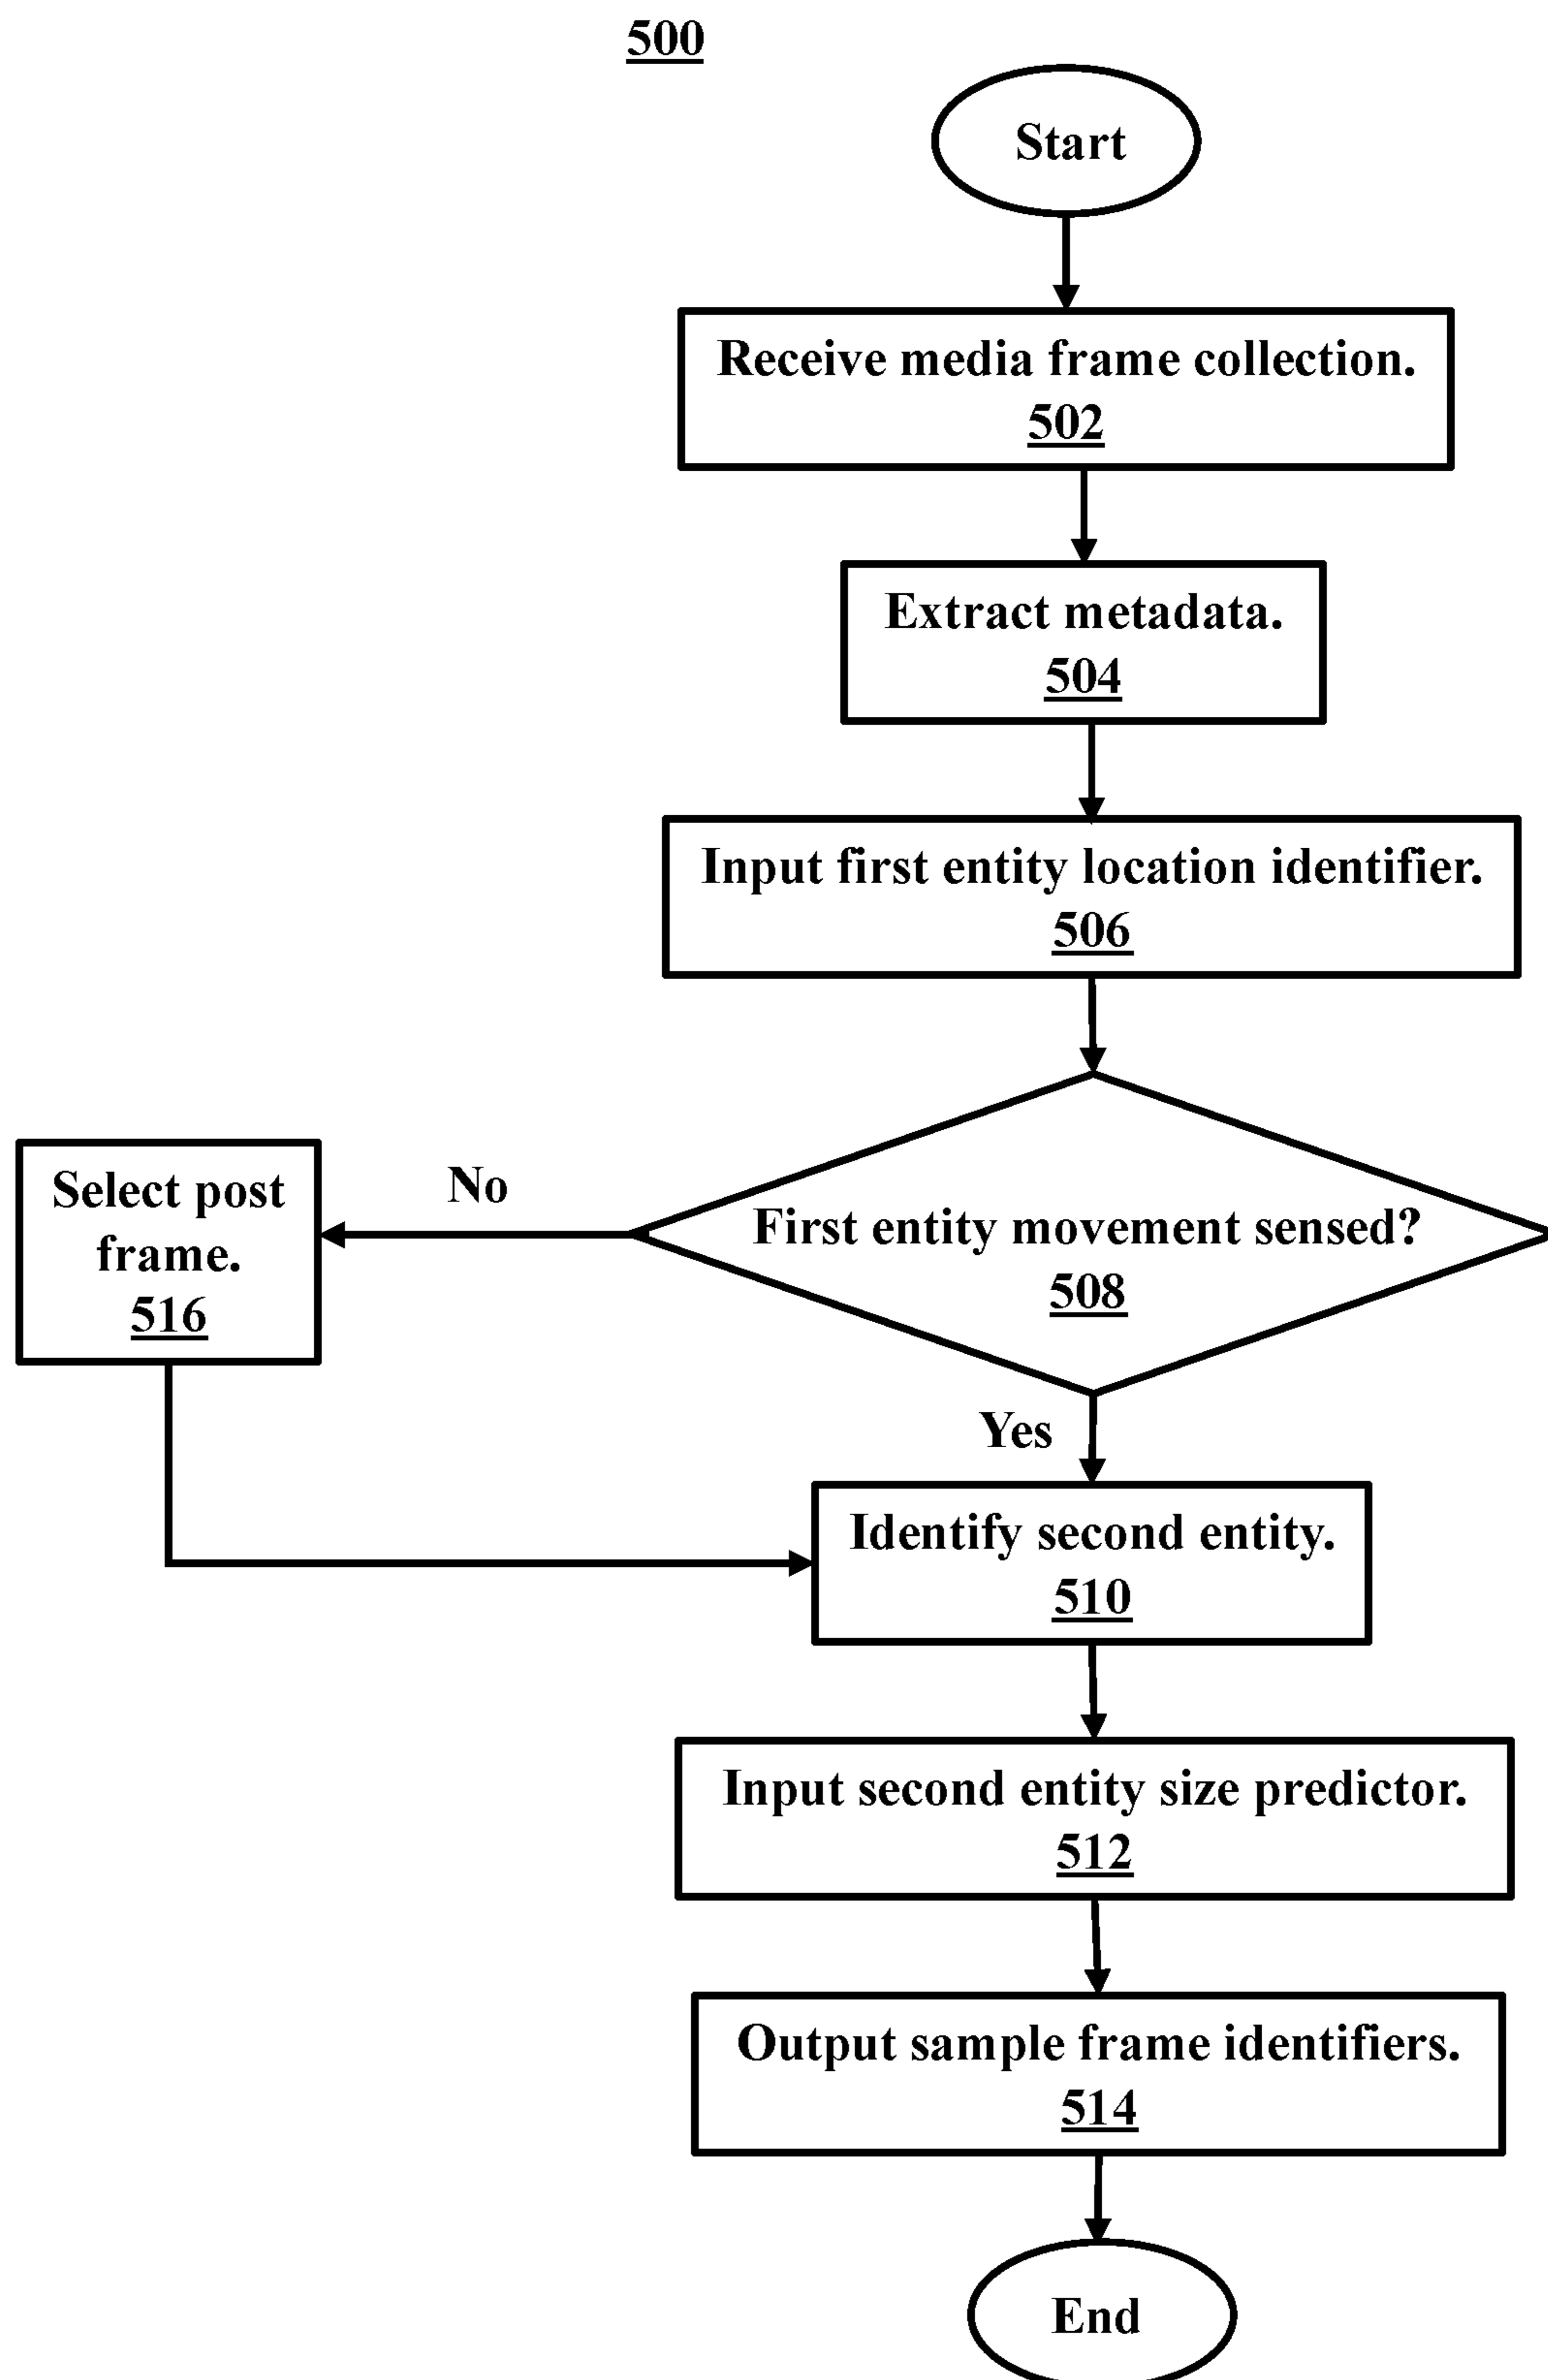 500
Start
Receive media frame collection.
502
Extract metadata.
504
Input first entity location identifier.
506
First entity movement sensed?
508
No
Select post
frame.
516
Yes
Identify second entity.
510
Input second entity size predictor.
512
Output sample frame identifiers.
514
End